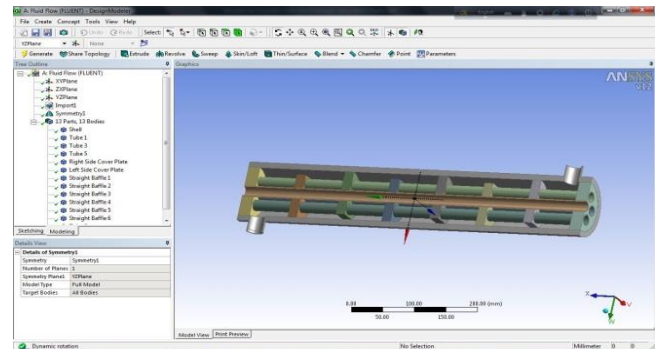 A: Fluid Flow (FLUENT) - DesignModeler
File Create Concept Tools View Help
Undo Redo Select:
YZPlane None
Generate Share Topology Extrude Revolve Sweep Skin/Loft Thin/Surface Blend Chamfer Point Parameters
Tree Outline
Graphics
A: Fluid Flow (FLUENT)
XYPlane
ZXPlane
YZPlane
Import1
Symmetry1
13 Parts, 13 Bodies
Shell
Tube 1
Tube 3
Tube 5
Right Side Cover Plate
Left Side Cover Plate
Straight Baffle 1
Straight Baffle 2
Straight Baffle 3
Straight Baffle 4
Straight Baffle 5
Straight Baffle 6
Sketching Modeling
Details View
Details of Symmetry1
Symmetry Symmetry1
Number of Planes 1
Symmetry Plane1 YZPlane
Model Type Full Model
Target Bodies All Bodies
ANSYS
v12
0.00 100.00 200.00 (mm)
50.00 150.00
X
Model View Print Preview
Dynamic rotation No Selection Millimeter 0 0